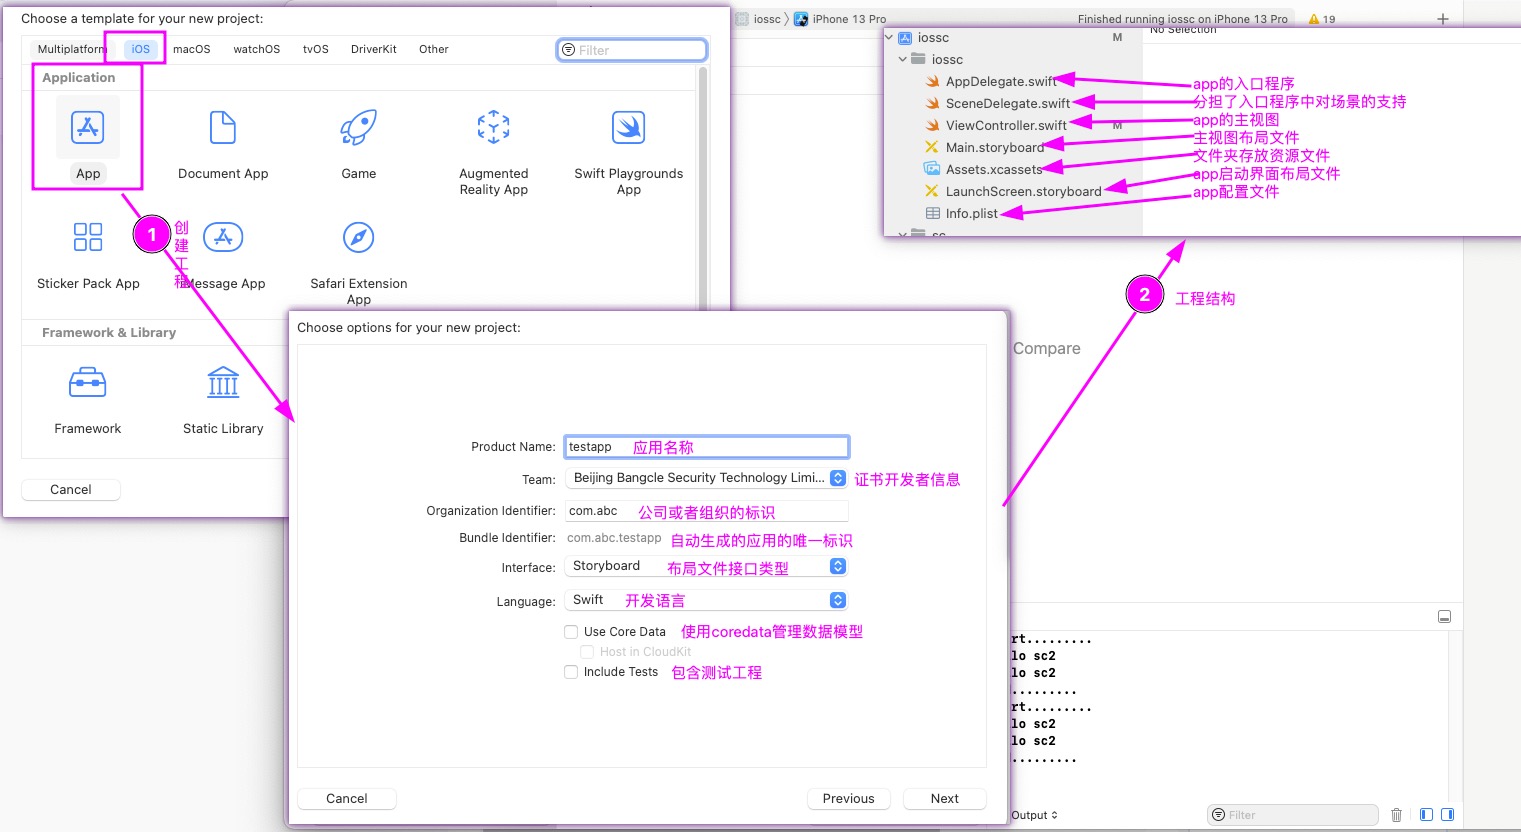 Choose a template for your new project:
Multiplatform iOS macOS watchOS tvOS DriverKit Other
Filter
Application
App
Document App
Game
Augmented Reality App
Swift Playgrounds App
1
创建工程
Sticker Pack App
Message App
Safari Extension App
Framework & Library
Framework
Static Library
Cancel
Choose options for your new project:
Product Name: testapp 应用名称
Team: Beijing Bangcle Security Technology Limi... 证书开发者信息
Organization Identifier: com.abc 公司或者组织的标识
Bundle Identifier: com.abc.testapp 自动生成的应用的唯一标识
Interface: Storyboard 布局文件接口类型
Language: Swift 开发语言
Use Core Data 使用coredata管理数据模型
Host in CloudKit
Include Tests 包含测试工程
Cancel
Previous
Next
iossc
iPhone 13 Pro
Finished running iossc on iPhone 13 Pro
19
No Selection
iossc M
iossc
AppDelegate.swift app的入口程序
SceneDelegate.swift 分担了入口程序中对场景的支持
ViewController.swift M app的主视图
Main.storyboard 主视图布局文件
Assets.xcassets 文件夹存放资源文件
LaunchScreen.storyboard app启动界面布局文件
Info.plist app配置文件
sc
2
工程结构
Compare
rt.........
lo sc2
lo sc2
.........
rt.........
lo sc2
lo sc2
.........
Output
Filter